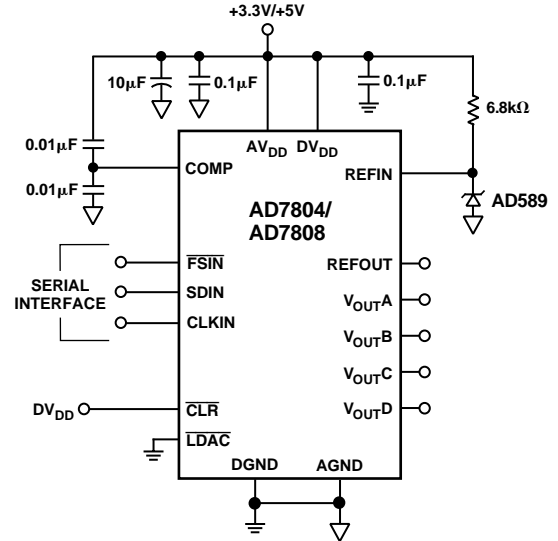 +3.3V/+5V
10µF
0.1µF
0.1µF
6.8kΩ
0.01µF
0.01µF
AVDD
DVDD
COMP
REFIN
AD589
AD7804/
AD7808
FSIN
SDIN
CLKIN
SERIAL
INTERFACE
REFOUT
VOUTA
VOUTB
VOUTC
VOUTD
DVDD
CLR
LDAC
DGND
AGND